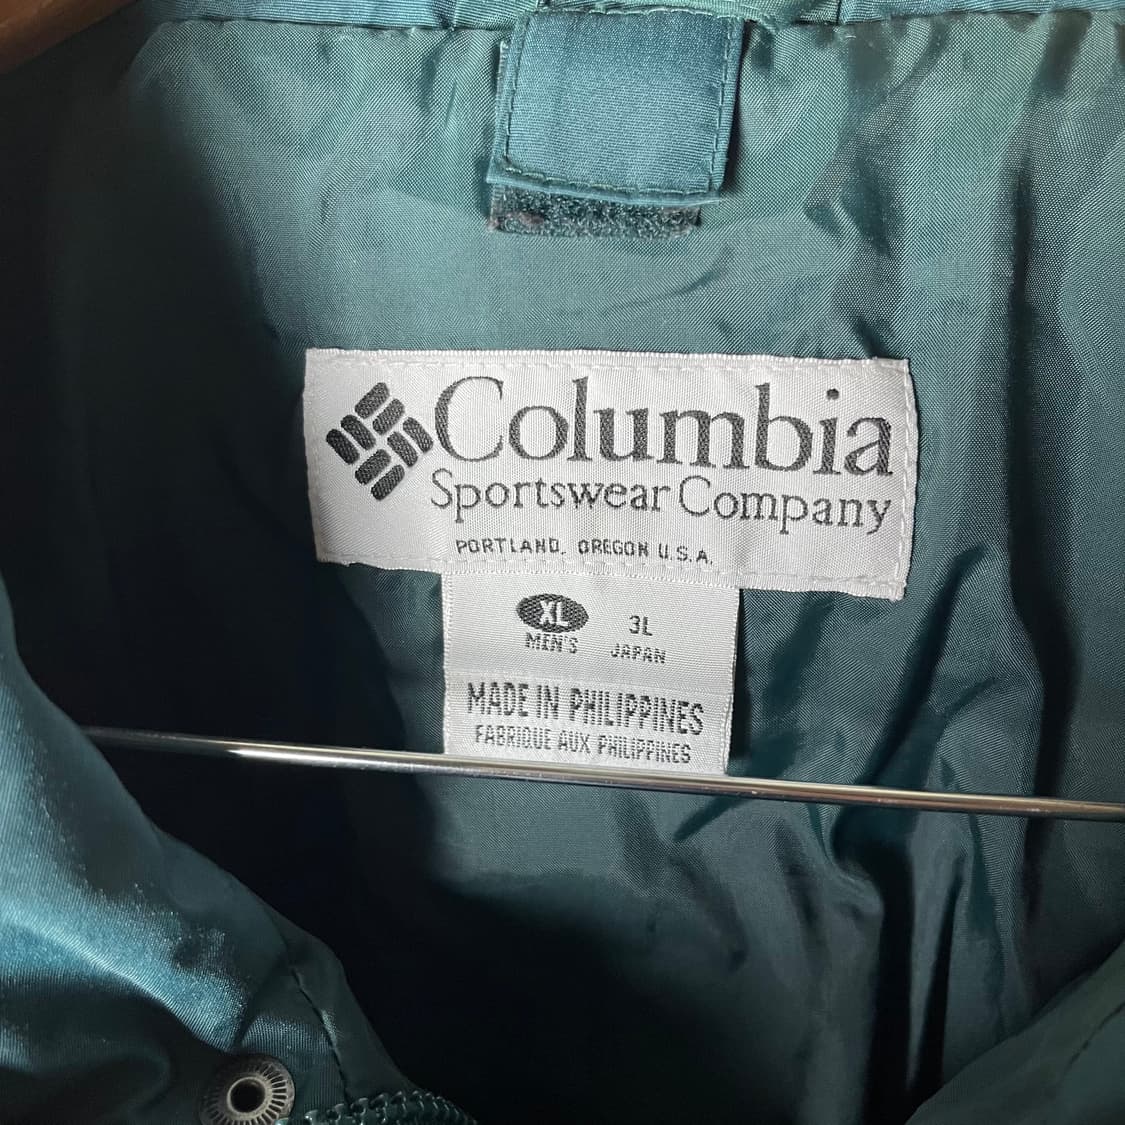 Columbia
Sportswear Company
PORTLAND, OREGON U.S.A.
XL 3L
MEN'S JAPAN
MADE IN PHILIPPINES
FABRIQUE AUX PHILIPPINES